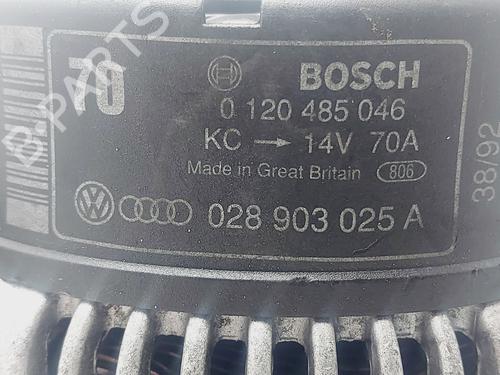 70
BOSCH
0 120 485 046
KC → 14V 70A
Made in Great Britain 806
028 903 025 A
38/92
B-PARTS